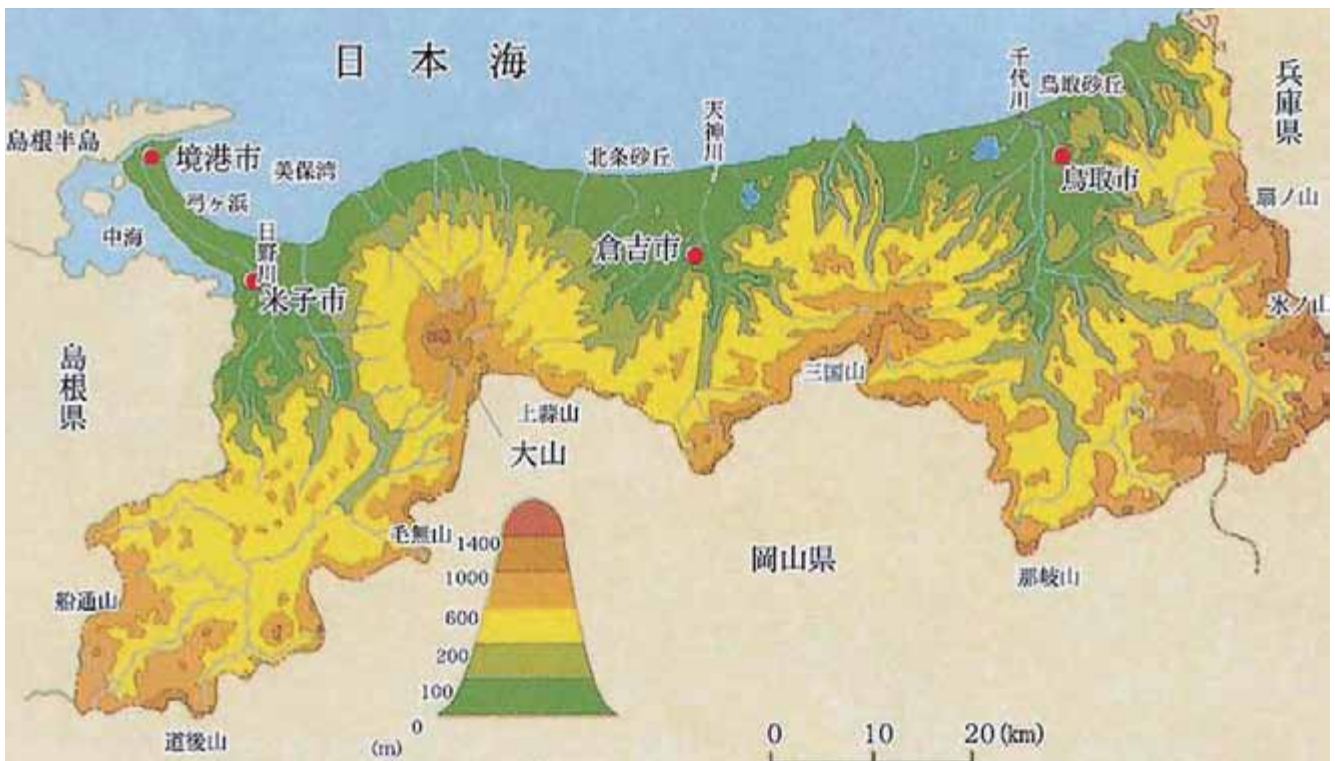 日本海
島根半島
境港市
美保湾
弓ヶ浜
中海
日野川
米子市
島根県
北条砂丘
天神川
倉吉市
千代川
鳥取砂丘
鳥取市
兵庫県
扇ノ山
氷ノ山
三国山
上蒜山
大山
毛無山
船通山
道後山
岡山県
那岐山
1400
1000
600
200
100
0
(m)
0 10 20(km)